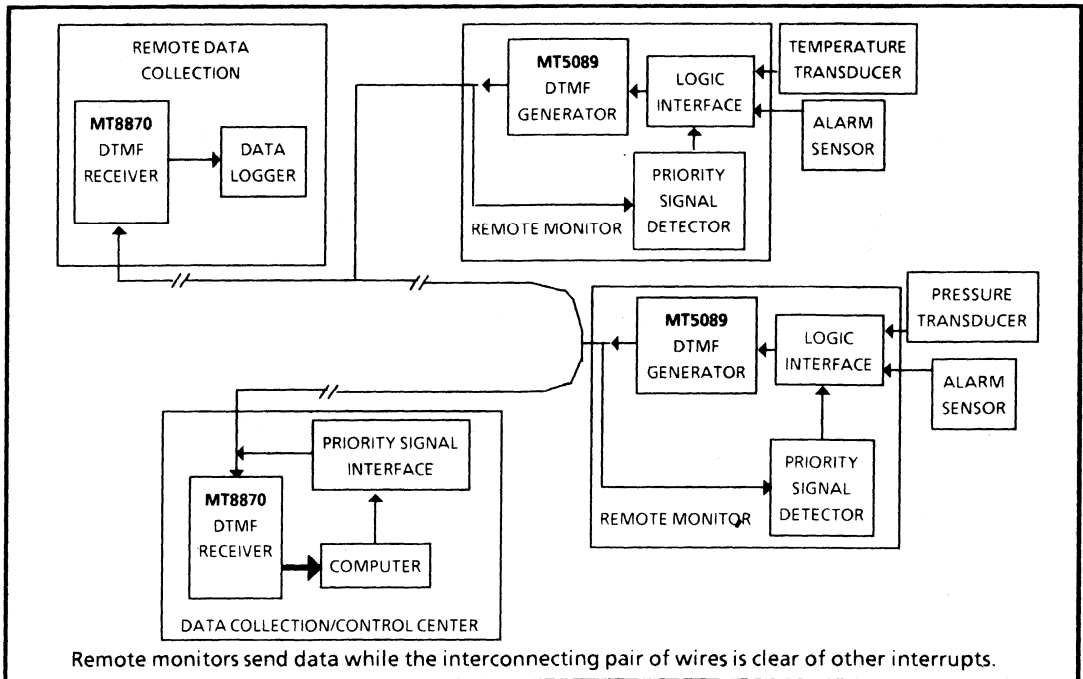 REMOTE DATA
COLLECTION
MT8870
DTMF
RECEIVER
DATA
LOGGER
MT5089
DTMF
GENERATOR
LOGIC
INTERFACE
PRIORITY
SIGNAL
DETECTOR
REMOTE MONITOR
TEMPERATURE
TRANSDUCER
ALARM
SENSOR
MT5089
DTMF
GENERATOR
LOGIC
INTERFACE
PRIORITY
SIGNAL
DETECTOR
REMOTE MONITOR
PRESSURE
TRANSDUCER
ALARM
SENSOR
PRIORITY SIGNAL
INTERFACE
MT8870
DTMF
RECEIVER
COMPUTER
DATA COLLECTION/CONTROL CENTER
Remote monitors send data while the interconnecting pair of wires is clear of other interrupts.